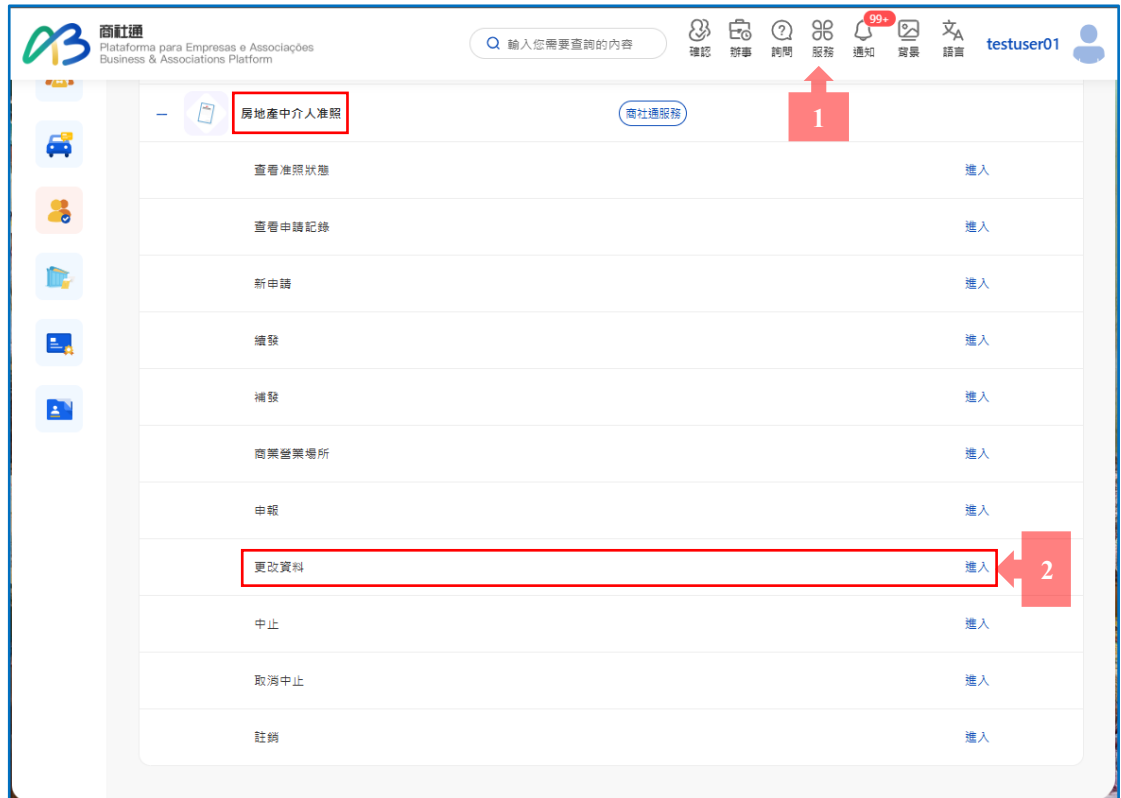 商社通
Plataforma para Empresas e Associações
Business & Associations Platform
輸入您需要查詢的內容
確認 辦事 詢問 服務 通知 背景 語言
99+
文A
testuser01
1
房地產中介人准照 商社通服務
查看准照狀態 進入
查看申請記錄 進入
新申請 進入
續發 進入
補發 進入
商業營業場所 進入
申報 進入
更改資料 進入
2
中止 進入
取消中止 進入
註銷 進入